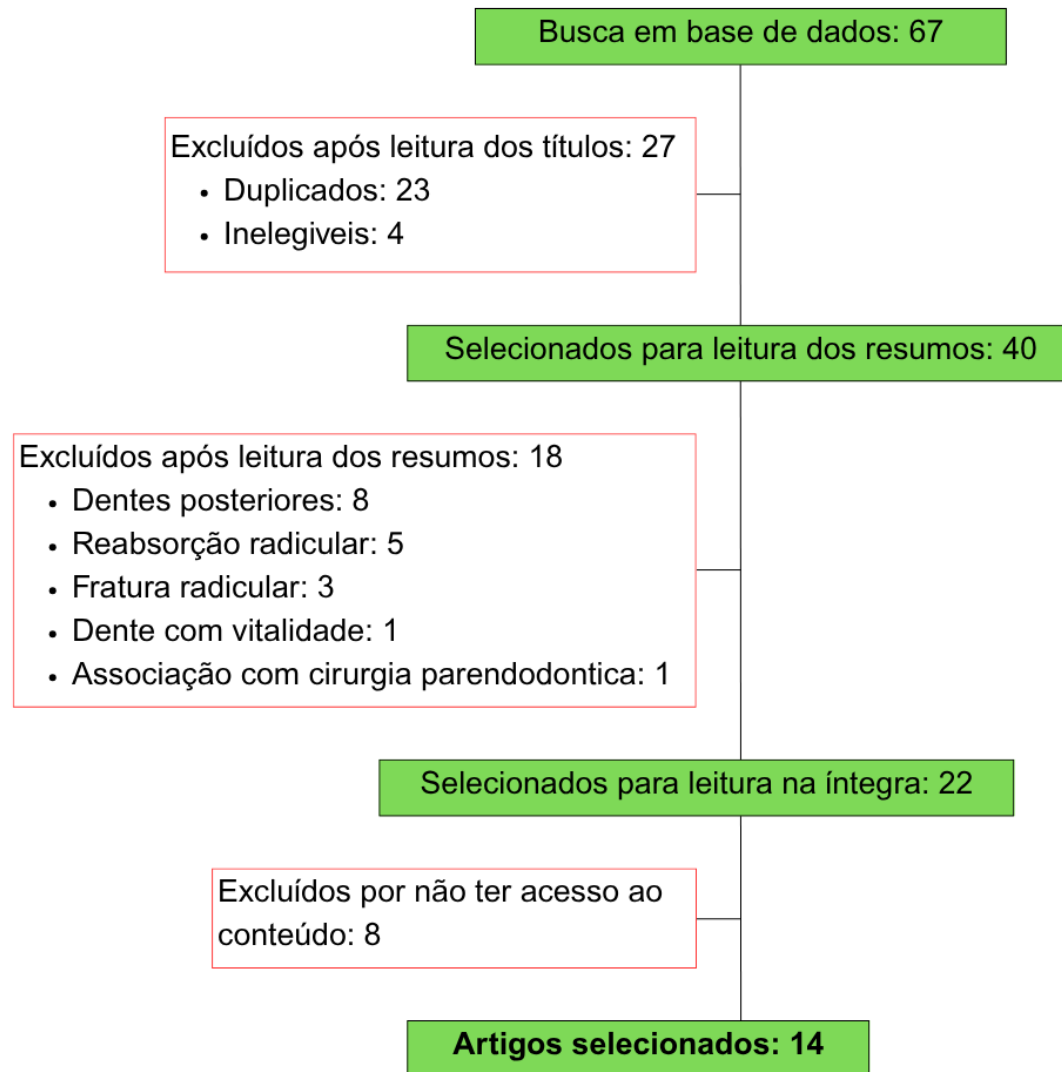 Busca em base de dados: 67
Excluídos após leitura dos títulos: 27
• Duplicados: 23
• Inelegiveis: 4
Selecionados para leitura dos resumos: 40
Excluídos após leitura dos resumos: 18
• Dentes posteriores: 8
• Reabsorção radicular: 5
• Fratura radicular: 3
• Dente com vitalidade: 1
• Associação com cirurgia parendodontica: 1
Selecionados para leitura na íntegra: 22
Excluídos por não ter acesso ao
conteúdo: 8
Artigos selecionados: 14